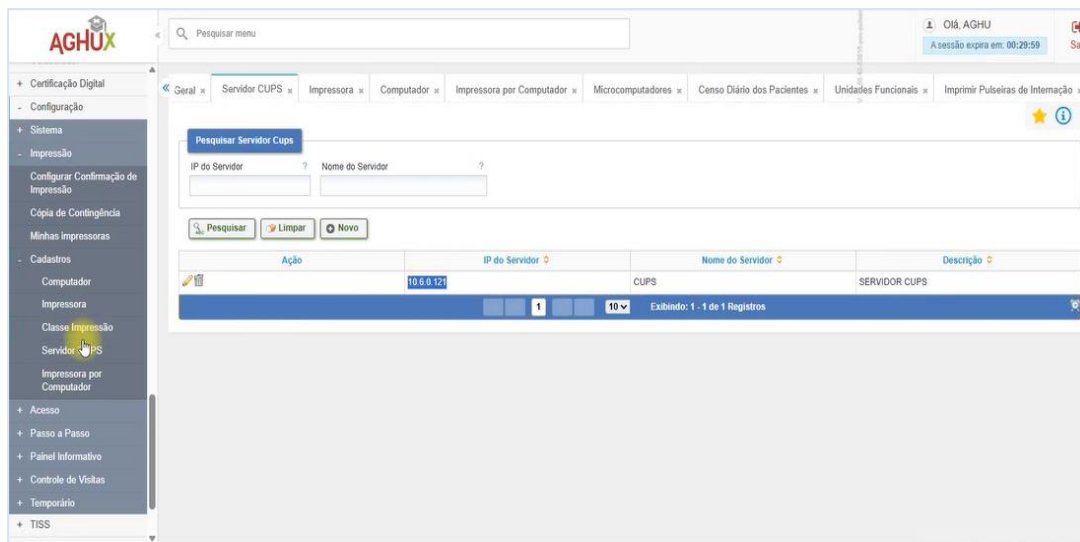 AGHUX
Pesquisar menu
Olá, AGHU
A sessão expira em: 00:29:59
Sa
+ Certificação Digital
- Configuração
+ Sistema
- Impressão
Configurar Confirmação de
Impressão
Cópia de Contingência
Minhas impressoras
- Cadastros
Computador
Impressora
Classe Impressão
Servidor
Impressora por
Computador
+ Acesso
+ Passo a Passo
+ Painel Informativo
+ Controle de Visitas
+ Temporário
+ TISS
« Geral × Servidor CUPS × Impressora × Computador × Impressora por Computador × Microcomputadores × Censo Diário dos Pacientes × Unidades Funcionais × Imprimir Pulseiras de Internação
Pesquisar Servidor Cups
IP do Servidor ? Nome do Servidor ?
Pesquisar Limpar Novo
Ação IP do Servidor Nome do Servidor Descrição
10.6.0.121 CUPS SERVIDOR CUPS
1 10 Exibindo: 1 - 1 de 1 Registros